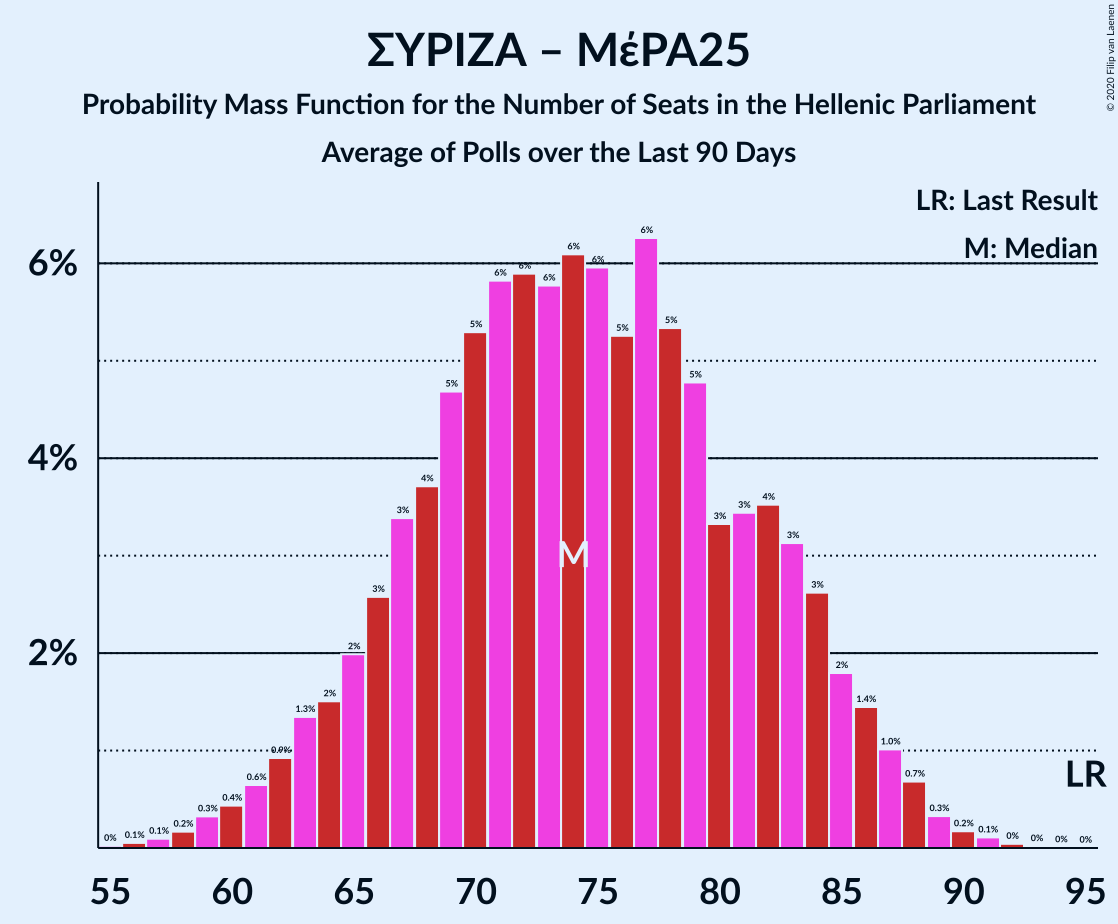 ΣΥΡΙΖΑ – ΜέΡΑ25
Probability Mass Function for the Number of Seats in the Hellenic Parliament
Average of Polls over the Last 90 Days
© 2020 Filip van Laenen
LR: Last Result
M: Median
6%
4%
2%
0% 0.1% 0.1% 0.2% 0.3% 0.4% 0.6% 0.9% 1.3% 2% 2% 3% 3% 4% 5% 5% 6% 6% 6% 6% 6% 5% 6% 5% 5% 3% 3% 4% 3% 3% 2% 1.4% 1.0% 0.7% 0.3% 0.2% 0.1% 0% 0% 0% 0%
M
LR
55 60 65 70 75 80 85 90 95